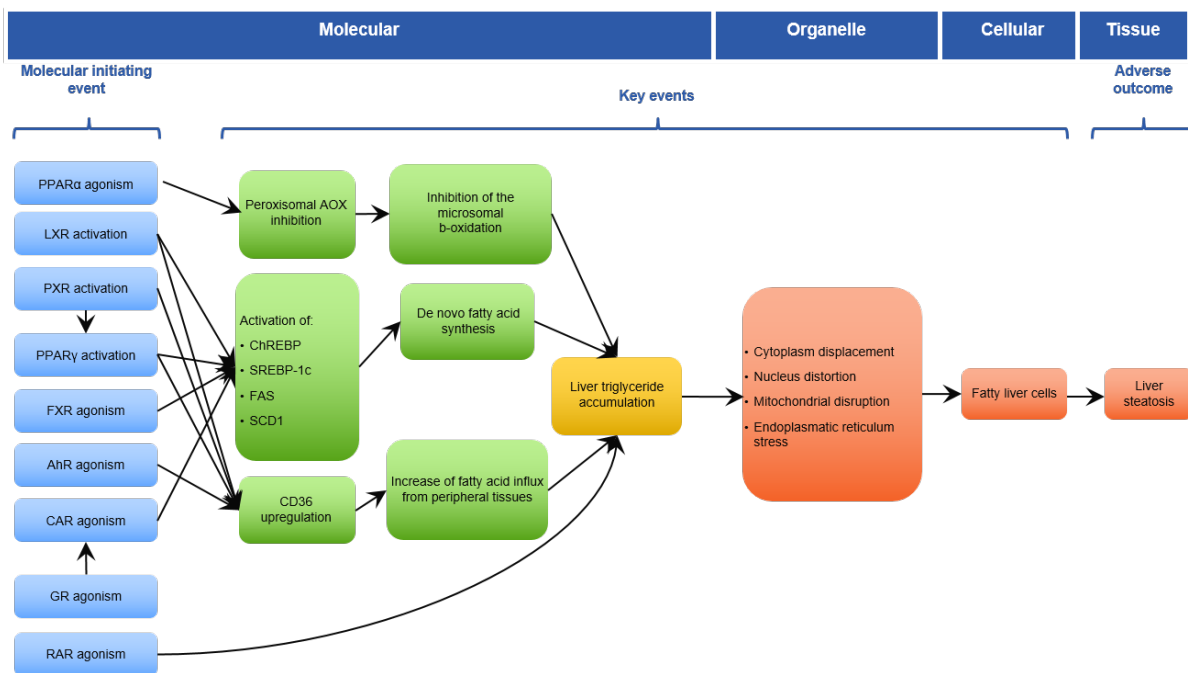 Molecular
Organelle
Cellular
Tissue
Molecular initiating
event
Key events
Adverse
outcome
PPARα agonism
LXR activation
PXR activation
PPARγ activation
FXR agonism
AhR agonism
CAR agonism
GR agonism
RAR agonism
Peroxisomal AOX
inhibition
Inhibition of the
microsomal
b-oxidation
Activation of:
• ChREBP
• SREBP-1c
• FAS
• SCD1
De novo fatty acid
synthesis
CD36
upregulation
Increase of fatty acid influx
from peripheral tissues
Liver triglyceride
accumulation
• Cytoplasm displacement
• Nucleus distortion
• Mitochondrial disruption
• Endoplasmatic reticulum
stress
Fatty liver cells
Liver
steatosis